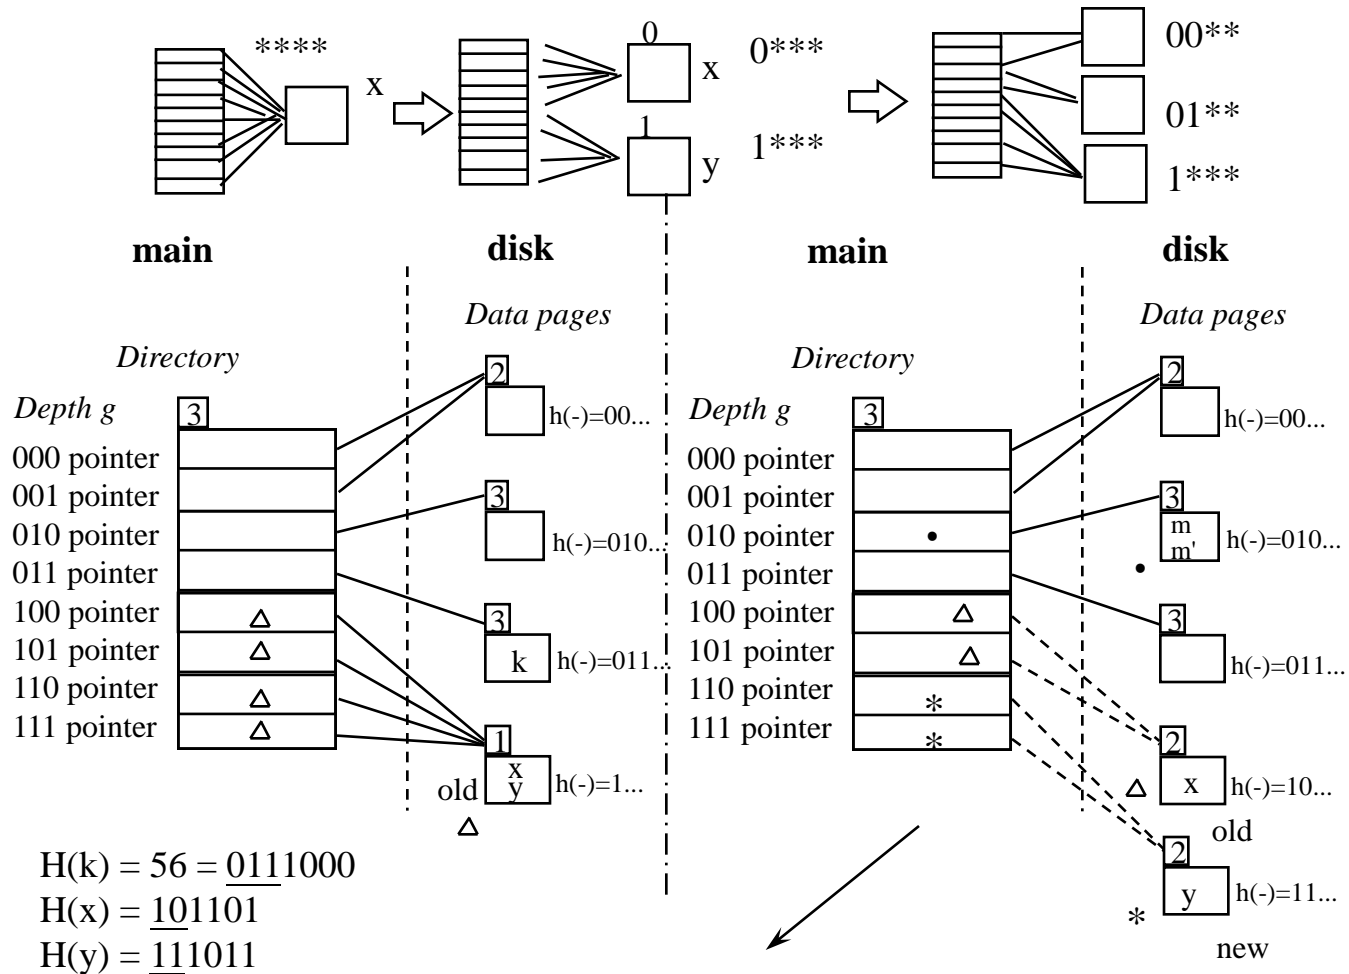 ****
x
0
x
0***
1
y
1***
00**
01**
1***
main
disk
Data pages
Directory
Depth g
3
000 pointer
001 pointer
010 pointer
011 pointer
100 pointer
101 pointer
110 pointer
111 pointer
2
h(-)=00...
3
h(-)=010...
3
k
h(-)=011...
1
x
y
h(-)=1...
old
H(k) = 56 = 0111000
H(x) = 101101
H(y) = 111011
main
disk
Data pages
Directory
Depth g
3
000 pointer
001 pointer
010 pointer
011 pointer
100 pointer
101 pointer
110 pointer
*
111 pointer
*
2
h(-)=00...
3
m
m'
h(-)=010...
3
h(-)=011...
2
x
h(-)=10...
old
2
y
h(-)=11...
*
new